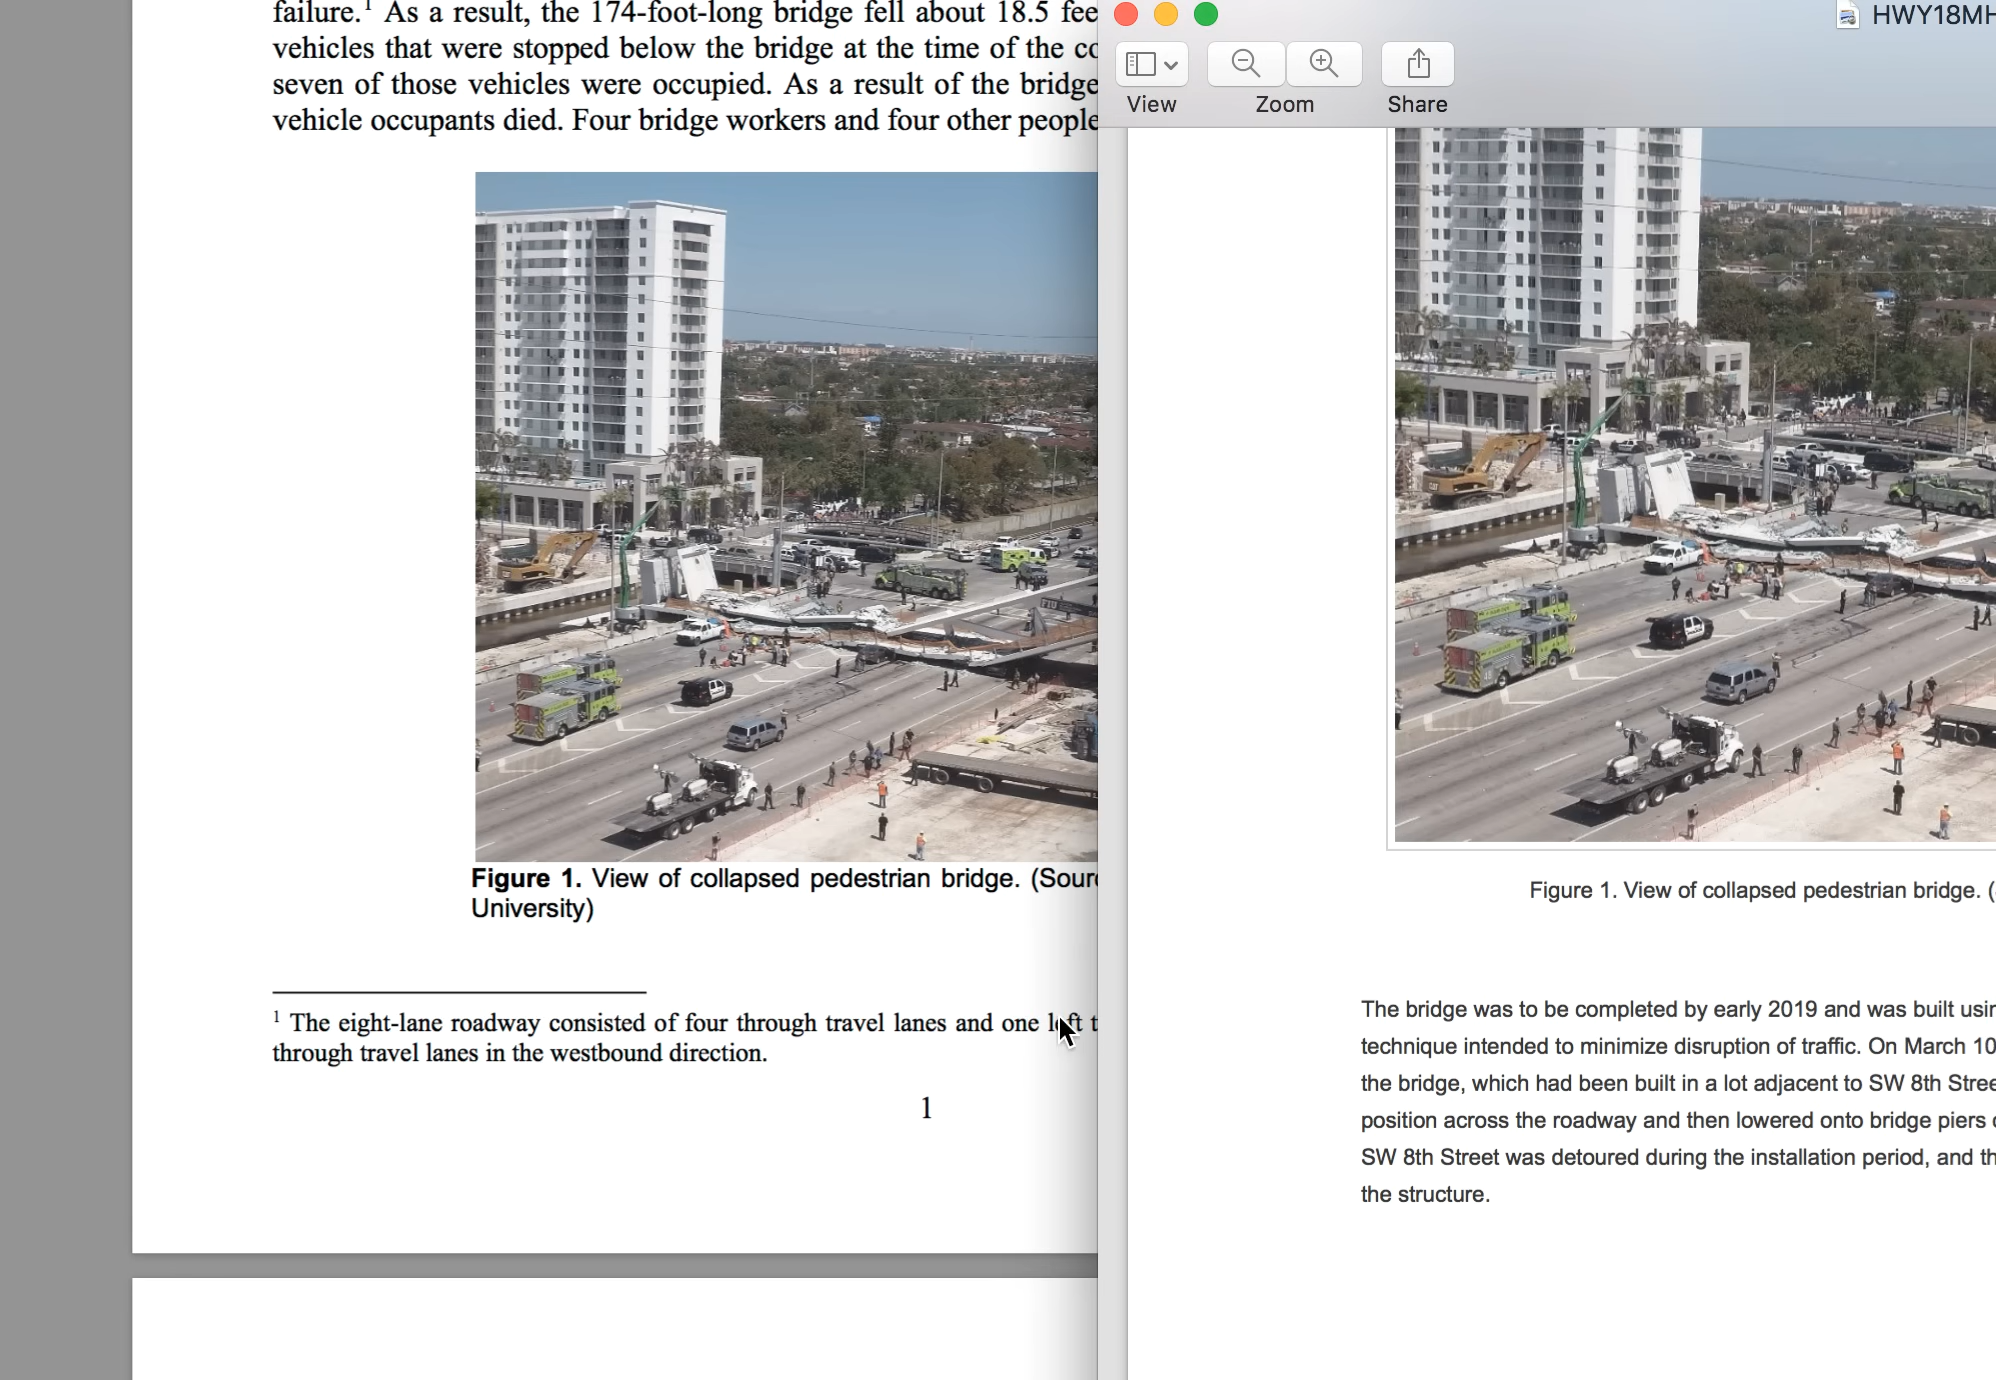 failure.¹ As a result, the 174-foot-long bridge fell about 18.5
vehicles that were stopped below the bridge at the time of the
seven of those vehicles were occupied. As a result of the bridge
vehicle occupants died. Four bridge workers and four other people
Figure 1. View of collapsed pedestrian bridge.
University)
¹ The eight-lane roadway consisted of four through travel lanes and one left
through travel lanes in the westbound direction.
1
HWY18MH
View
Zoom
Share
Figure 1. View of collapsed pedestrian bridge. (
The bridge was to be completed by early 2019 and was built
technique intended to minimize disruption of traffic. On March 10
the bridge, which had been built in a lot adjacent to SW 8th
position across the roadway and then lowered onto bridge piers
SW 8th Street was detoured during the installation period, and
the structure.